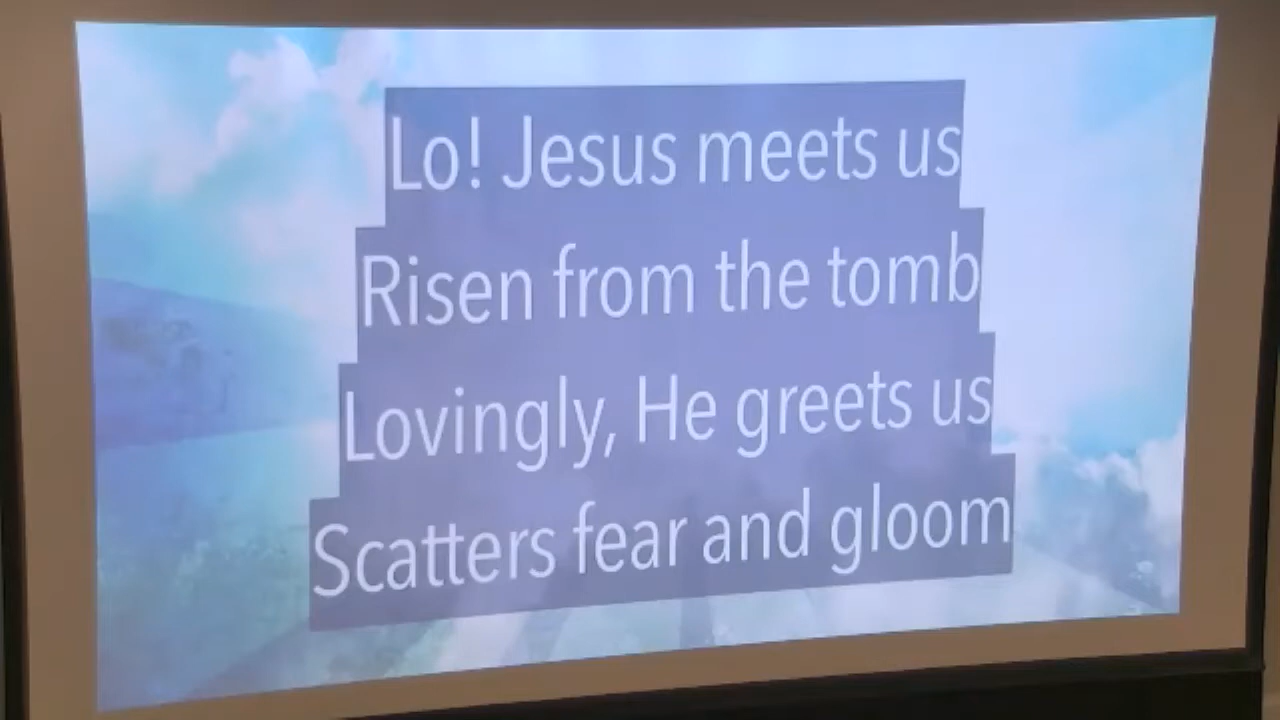 Lo! Jesus meets us
Risen from the tomb
Lovingly, He greets us
Scatters fear and gloom